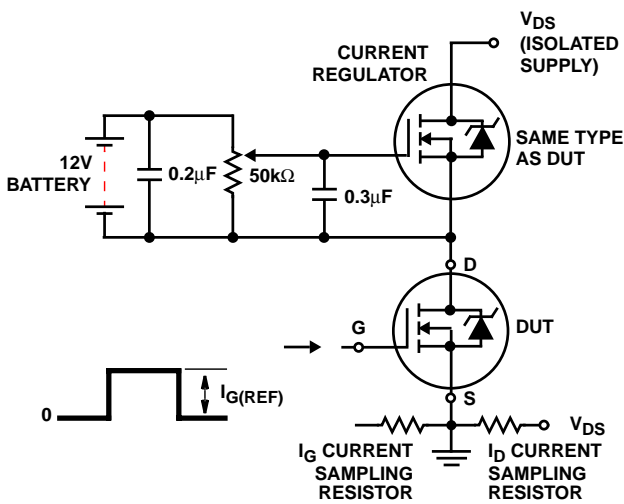 V_DS
(ISOLATED
SUPPLY)
CURRENT
REGULATOR
SAME TYPE
AS DUT
12V
BATTERY
0.2μF
50kΩ
0.3μF
D
DUT
G
I_G(REF)
0
S
V_DS
I_G CURRENT
SAMPLING
RESISTOR
I_D CURRENT
SAMPLING
RESISTOR